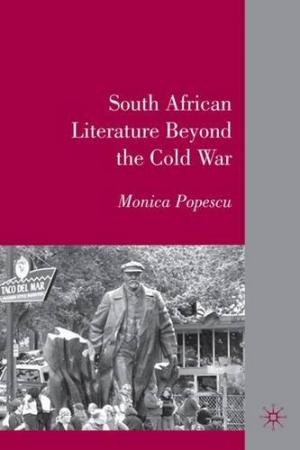 South African
Literature Beyond
the Cold War
Monica Popescu
TACO DEL MAR